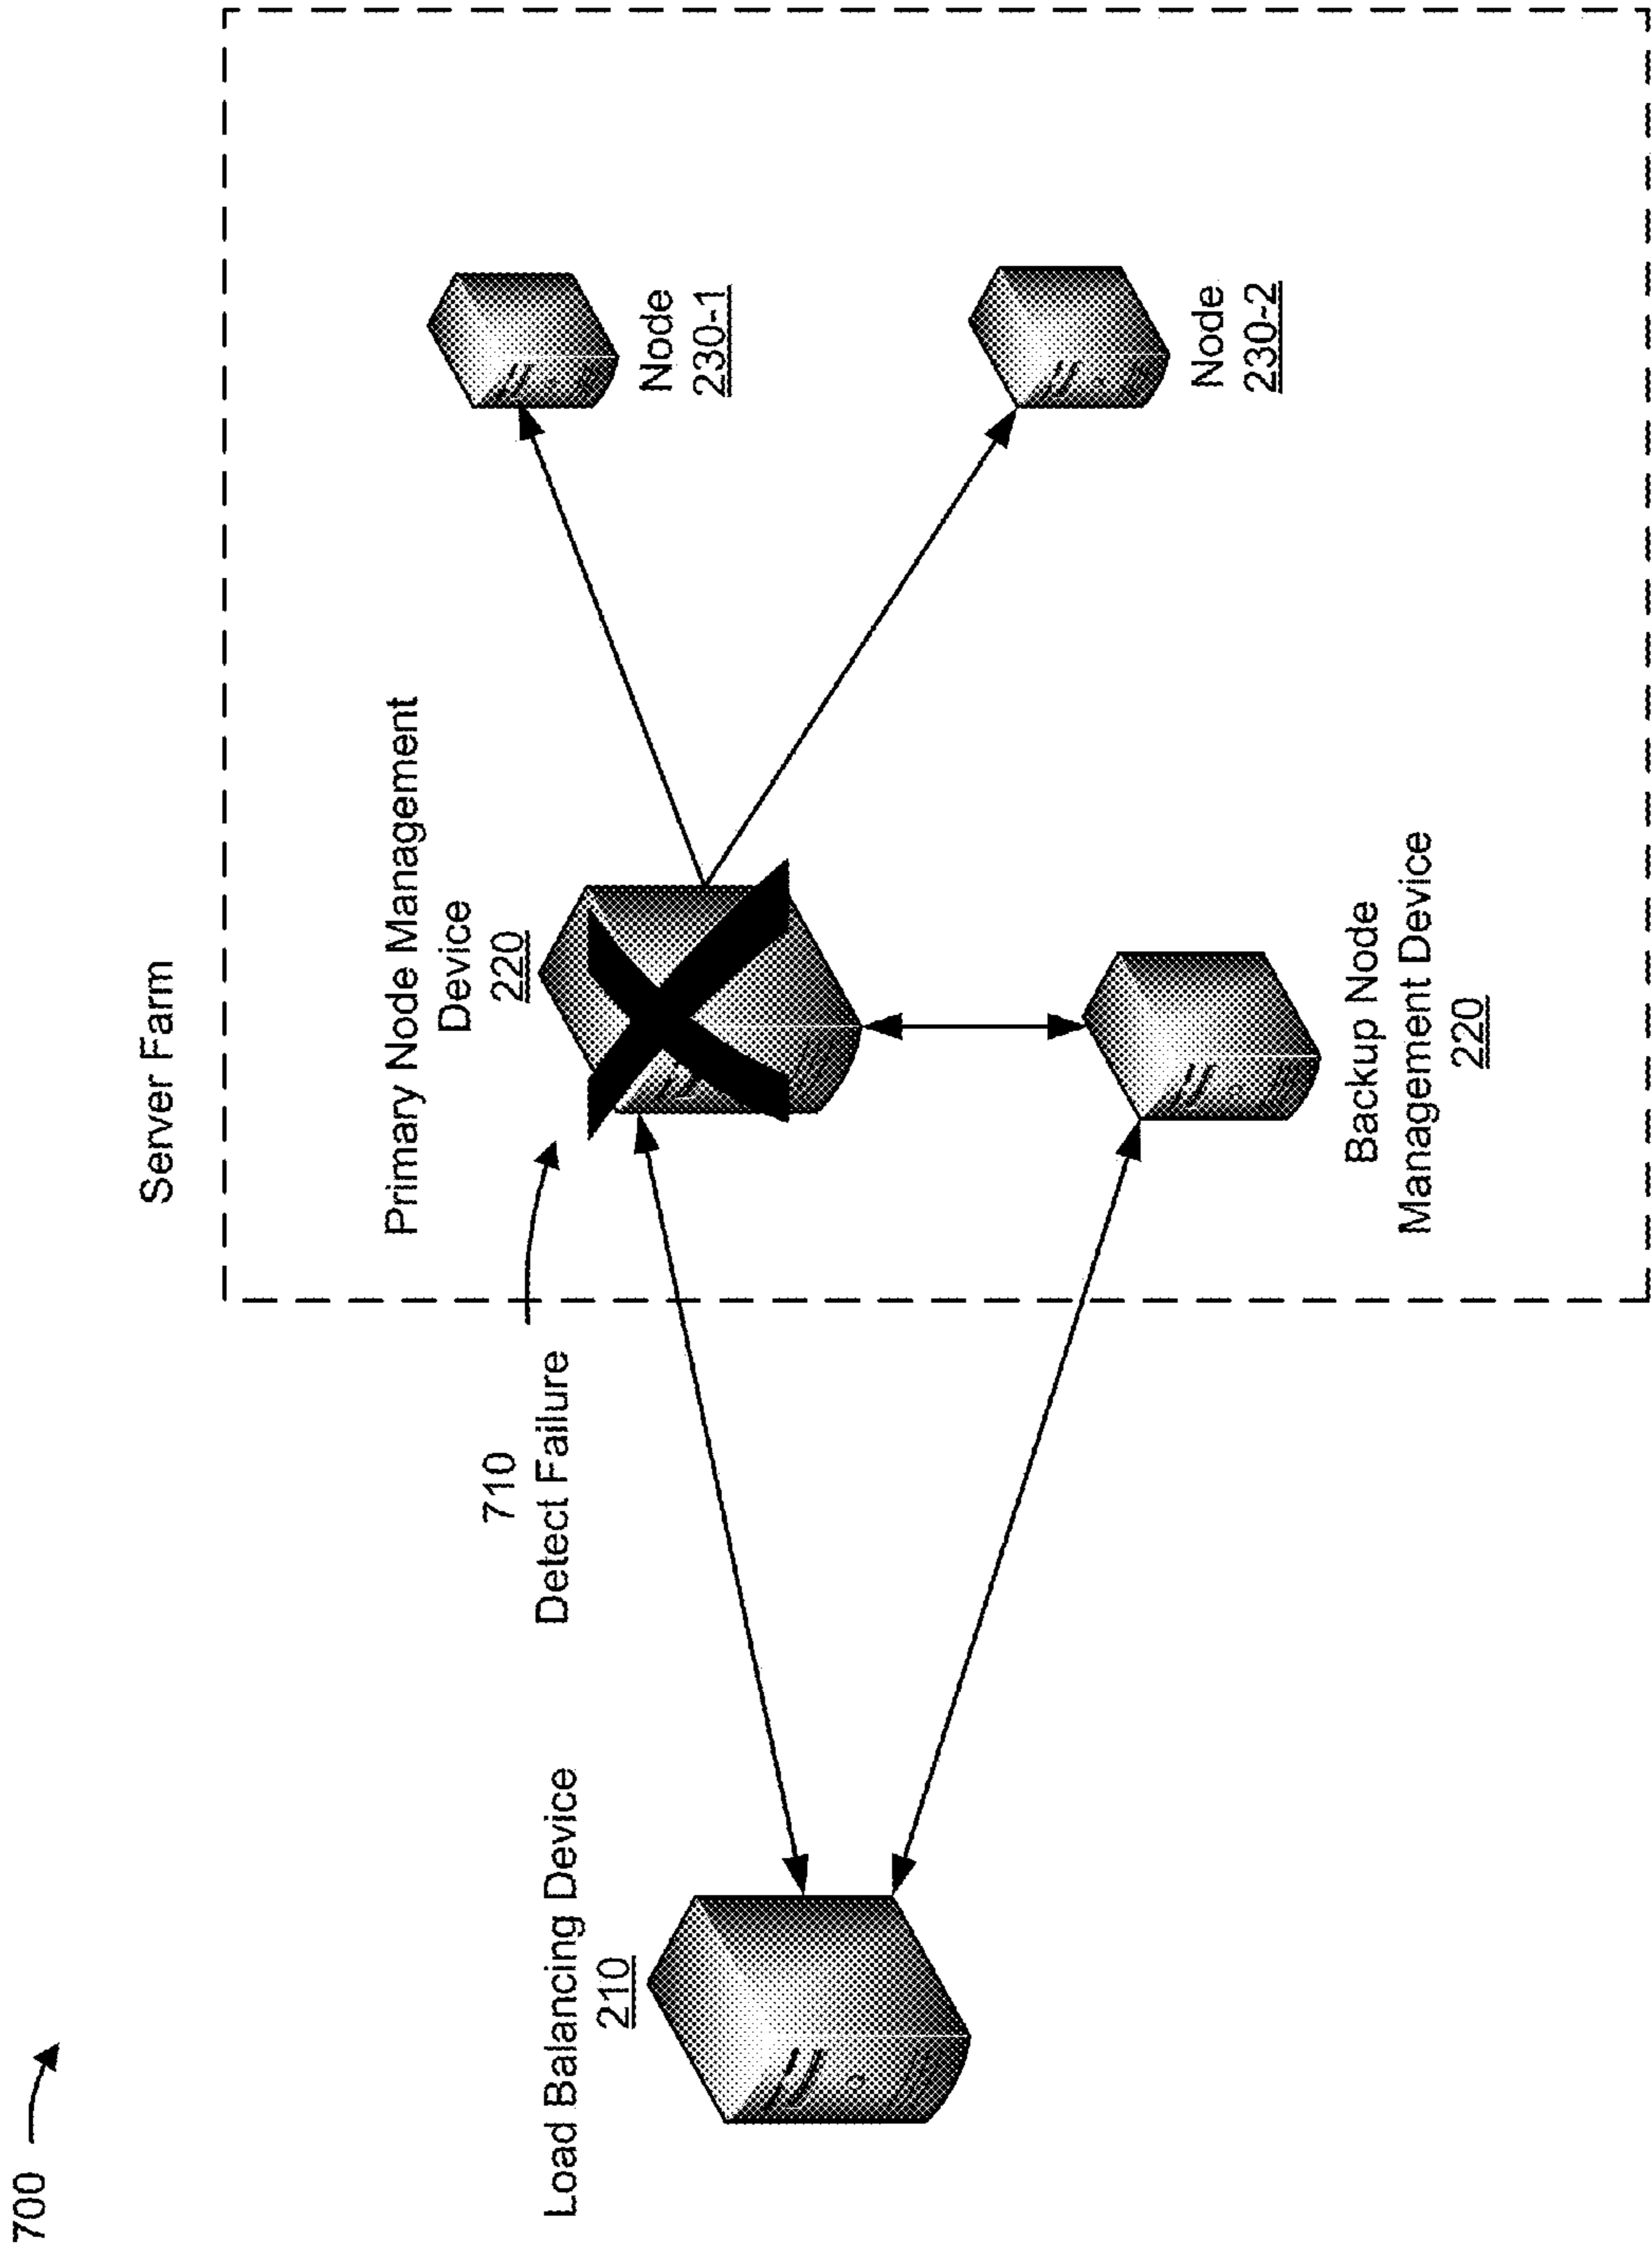 700
Server Farm
Primary Node Management
Device
220
710
Detect Failure
Load Balancing Device
210
Node
230-1
Node
230-2
Backup Node
Management Device
220